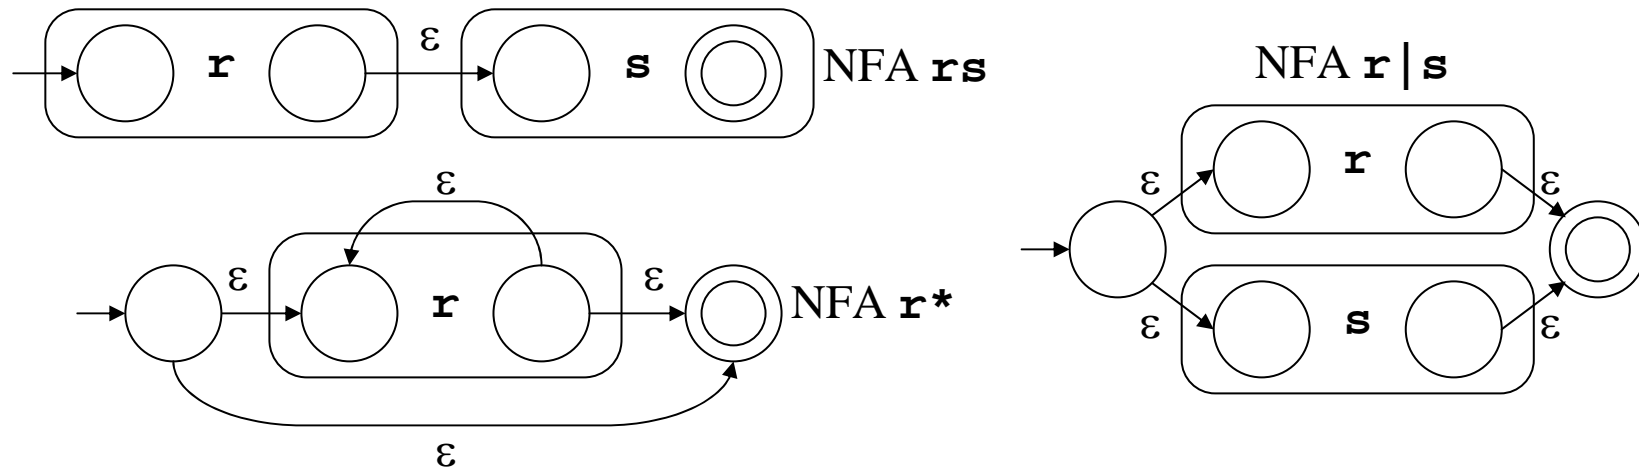 r ε s NFA rs
ε
ε r ε NFA r*
ε
NFA r|s
ε r ε
ε s ε